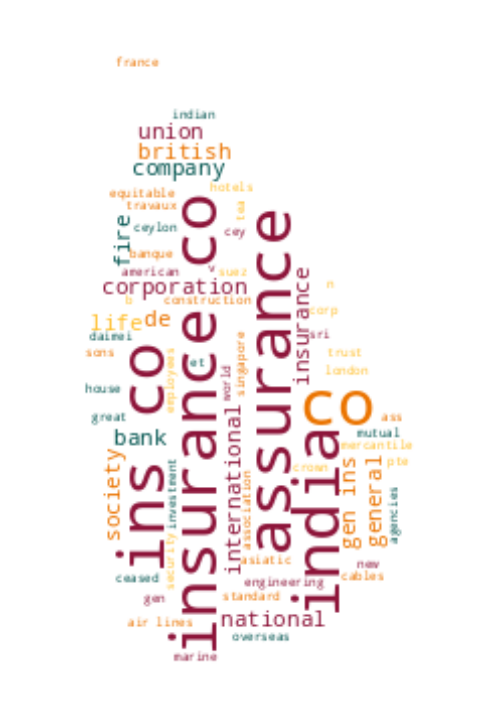 france
indian
union
british
company
hotels
equitable
travaux
tea
fire
ceylon
cey
insurance co
assurance
banque
american
v
suez
corporation
n
b
construction
corp
insurance
life
de
daimei
sri
ins co
sons
employees
et
singapore
trust
world
london
house
co
great
ass
international
bank
mutual
mercantile
india
society
investment
association
crown
gen ins
general
pte
agencies
security
asiatic
new
ceased
engineering
cables
gen
standard
air lines
national
overseas
marine